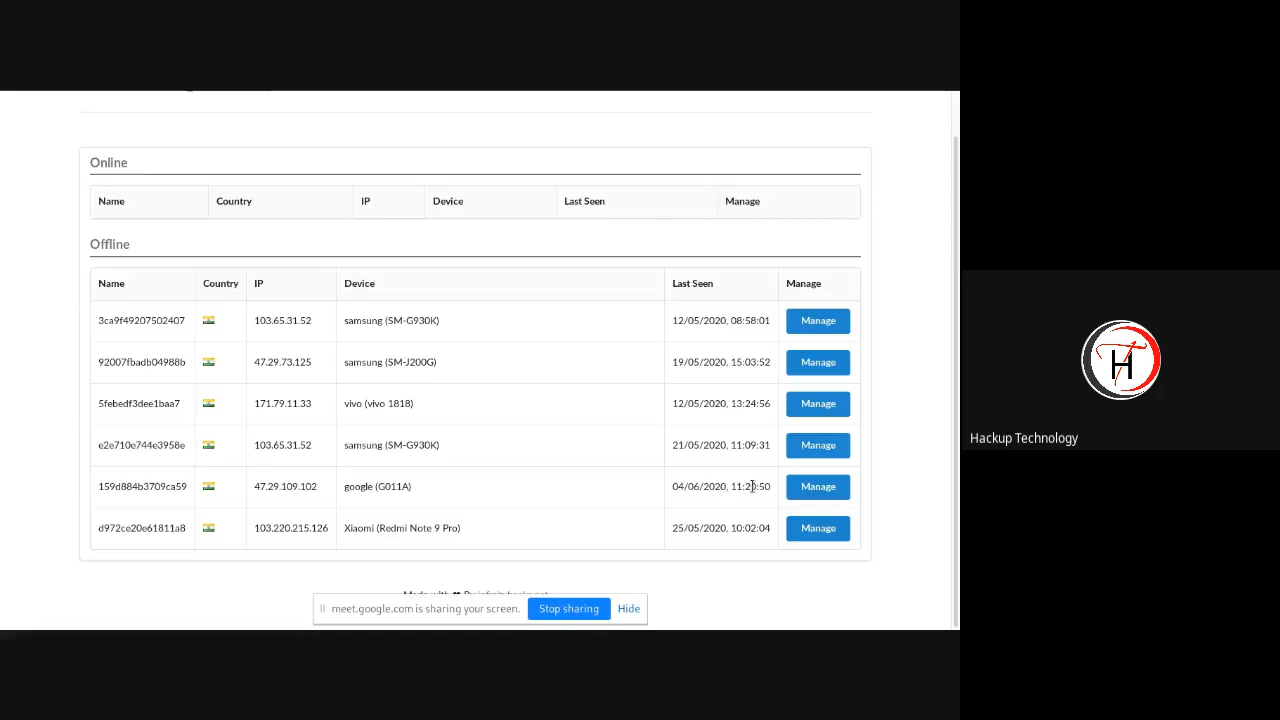 Online
Name Country IP Device Last Seen Manage
Offline
Name Country IP Device Last Seen Manage
3ca9f49207502407 103.65.31.52 samsung (SM-G930K) 12/05/2020, 08:58:01 Manage
92007fbadb04988b 47.29.73.125 samsung (SM-J200G) 19/05/2020, 15:03:52 Manage
5febedf3dee1baa7 171.79.11.33 vivo (vivo 1818) 12/05/2020, 13:24:56 Manage
e2e710e744e3958e 103.65.31.52 samsung (SM-G930K) 21/05/2020, 11:09:31 Manage
159d884b3709ca59 47.29.109.102 google (G011A) 04/06/2020, Manage
d972ce20e61811a8 103.220.215.126 Xiaomi (Redmi Note 9 Pro) 25/05/2020, 10:02:04 Manage
meet.google.com is sharing your screen. Stop sharing Hide
TH
Hackup Technology